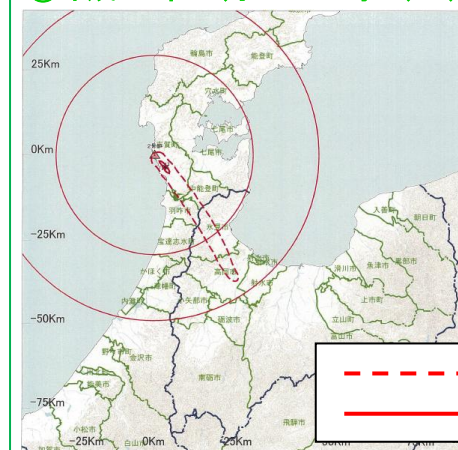 25Km
輪島市
能登町
穴水町
七尾市
0Km
志賀町
七尾市
中能登町
羽咋市
氷見市
入善町
朝日町
-25Km
宝達志水町
かほく市
高岡市
射水市
滑川市
魚津市
黒部市
内灘町
小矢部市
上市町
立山町
-50Km
砺波市
富山市
野々市町
金沢市
能美市
南砺市
-75Km
小松市
飛騨市
-25Km
0Km
25Km
白山市